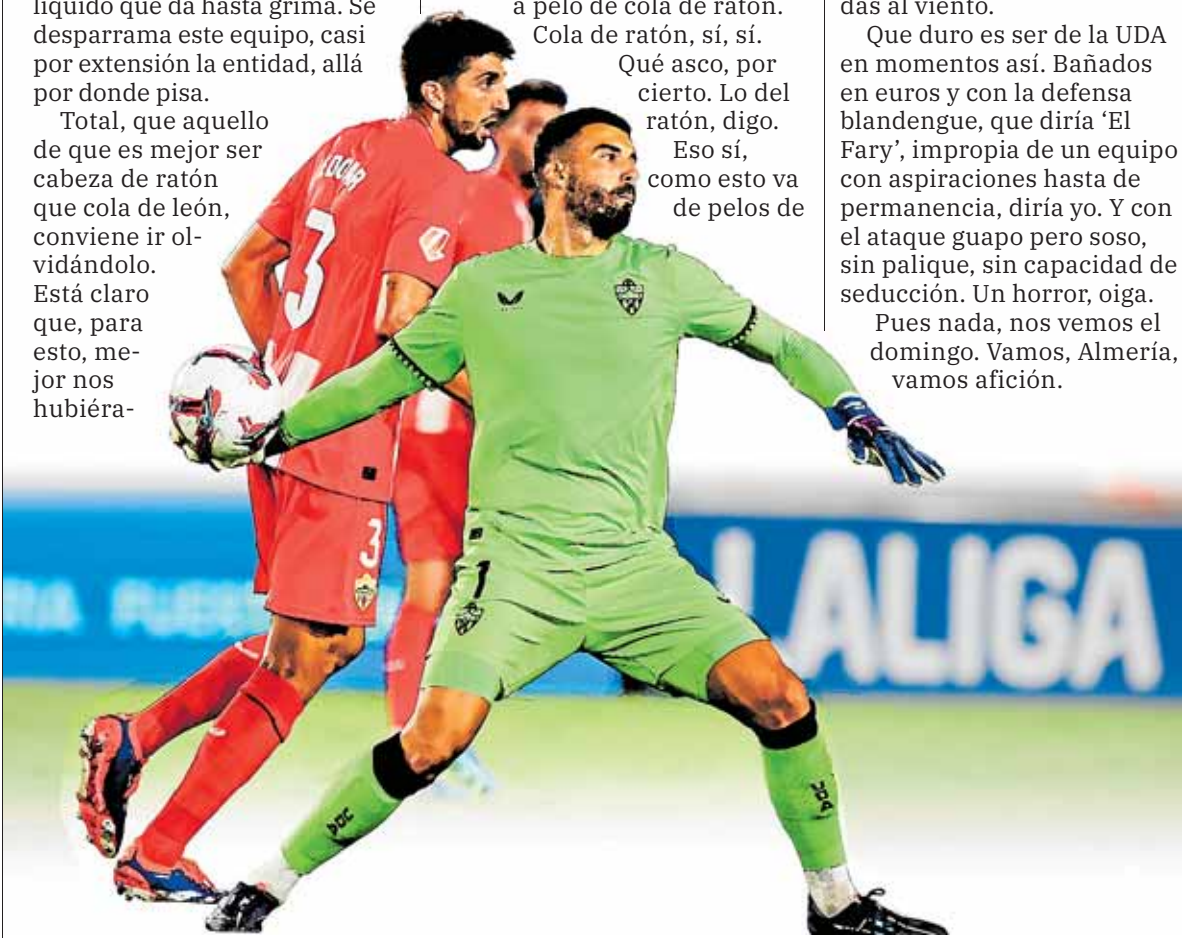 líquido que da hasta grima. Se
desparrama este equipo, casi
por extensión la entidad, allá
por donde pisa.
Total, que aquello
de que es mejor ser
cabeza de ratón
que cola de león,
conviene ir ol-
vidándolo.
Está claro
que, para
esto, me-
jor nos
hubiéra-
a pelo de cola de ratón.
Cola de ratón, sí, sí.
Qué asco, por
cierto. Lo del
ratón, digo.
Eso sí,
como esto va
de pelos de
das al viento.
Que duro es ser de la UDA
en momentos así. Bañados
en euros y con la defensa
blandengue, que diría ‘El
Fary’, impropia de un equipo
con aspiraciones hasta de
permanencia, diría yo. Y con
el ataque guapo pero soso,
sin palique, sin capacidad de
seducción. Un horror, oiga.
Pues nada, nos vemos el
domingo. Vamos, Almería,
vamos afición.
3
3
1
LALIGA
UDA